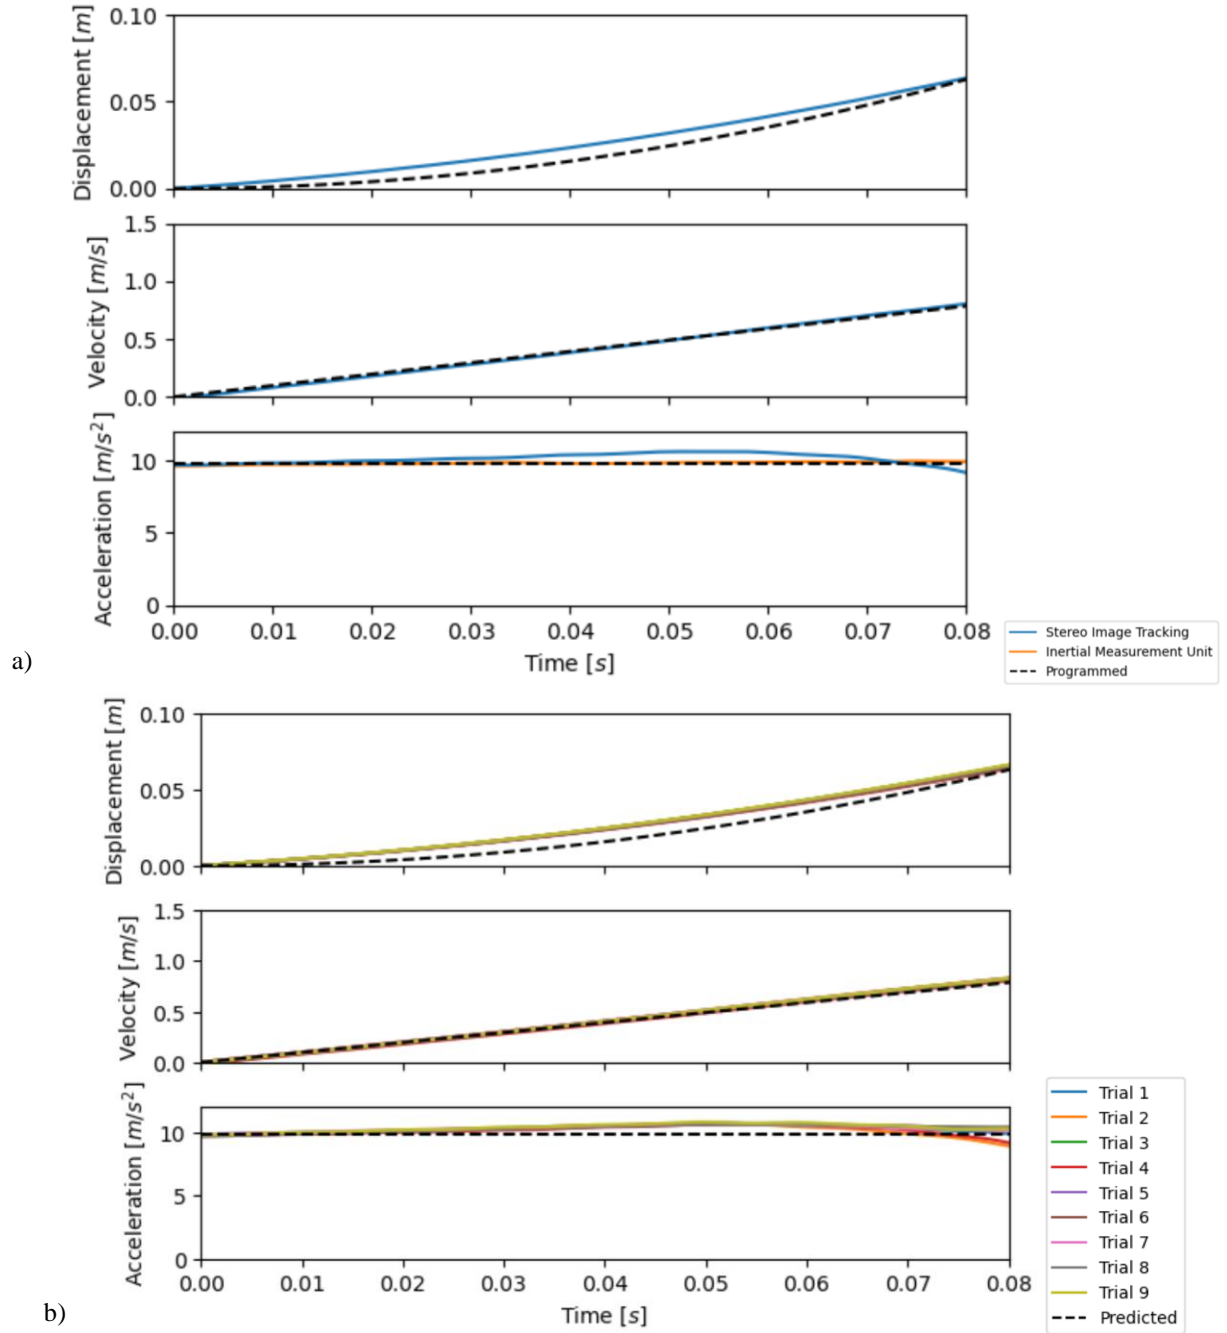 Displacement [m]
0.10
0.05
0.00
Velocity [m/s]
1.5
1.0
0.5
0.0
Acceleration [m/s²]
10
5
0
0.00 0.01 0.02 0.03 0.04 0.05 0.06 0.07 0.08
Time [s]
Stereo Image Tracking
Inertial Measurement Unit
Programmed
a)
Displacement [m]
0.10
0.05
0.00
Velocity [m/s]
1.5
1.0
0.5
0.0
Acceleration [m/s²]
10
5
0
0.00 0.01 0.02 0.03 0.04 0.05 0.06 0.07 0.08
Time [s]
Trial 1
Trial 2
Trial 3
Trial 4
Trial 5
Trial 6
Trial 7
Trial 8
Trial 9
Predicted
b)